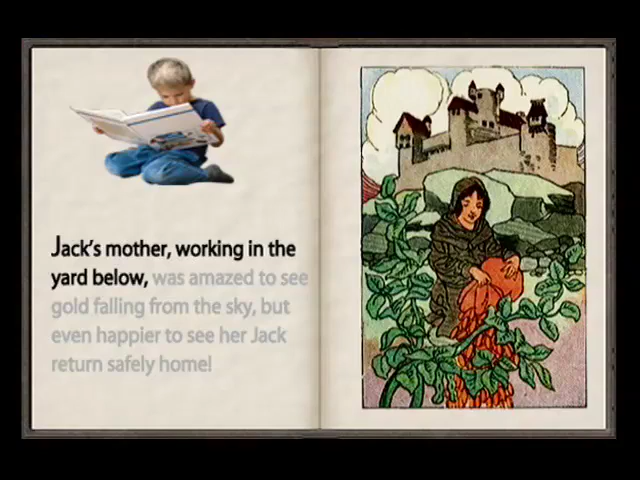 Jack's mother, working in the
yard below, was amazed to see
gold falling from the sky, but
even happier to see her Jack
return safely home!